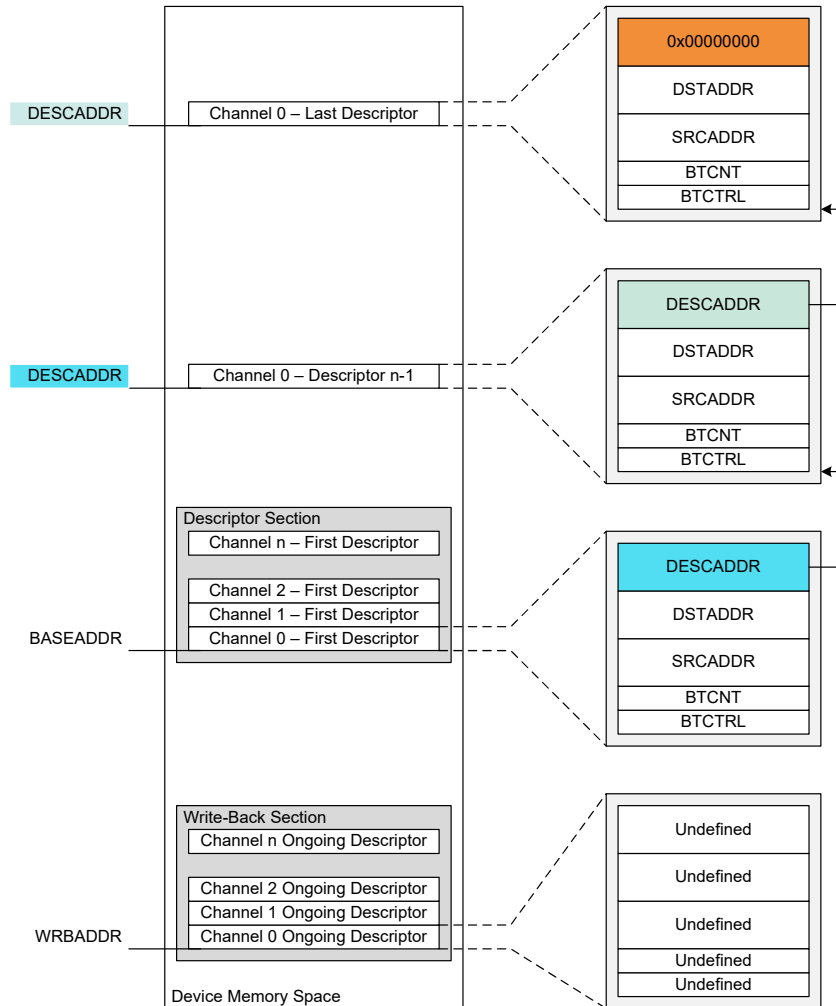 0x00000000
DSTADDR
DESCADDR
Channel 0 – Last Descriptor
SRCADDR
BTCNT
BTCTRL
DESCADDR
DSTADDR
DESCADDR
Channel 0 – Descriptor n-1
SRCADDR
BTCNT
BTCTRL
Descriptor Section
Channel n – First Descriptor
DESCADDR
Channel 2 – First Descriptor
Channel 1 – First Descriptor
DSTADDR
BASEADDR
Channel 0 – First Descriptor
SRCADDR
BTCNT
BTCTRL
Write-Back Section
Channel n Ongoing Descriptor
Undefined
Channel 2 Ongoing Descriptor
Undefined
Channel 1 Ongoing Descriptor
WRBADDR
Channel 0 Ongoing Descriptor
Undefined
Undefined
Undefined
Device Memory Space